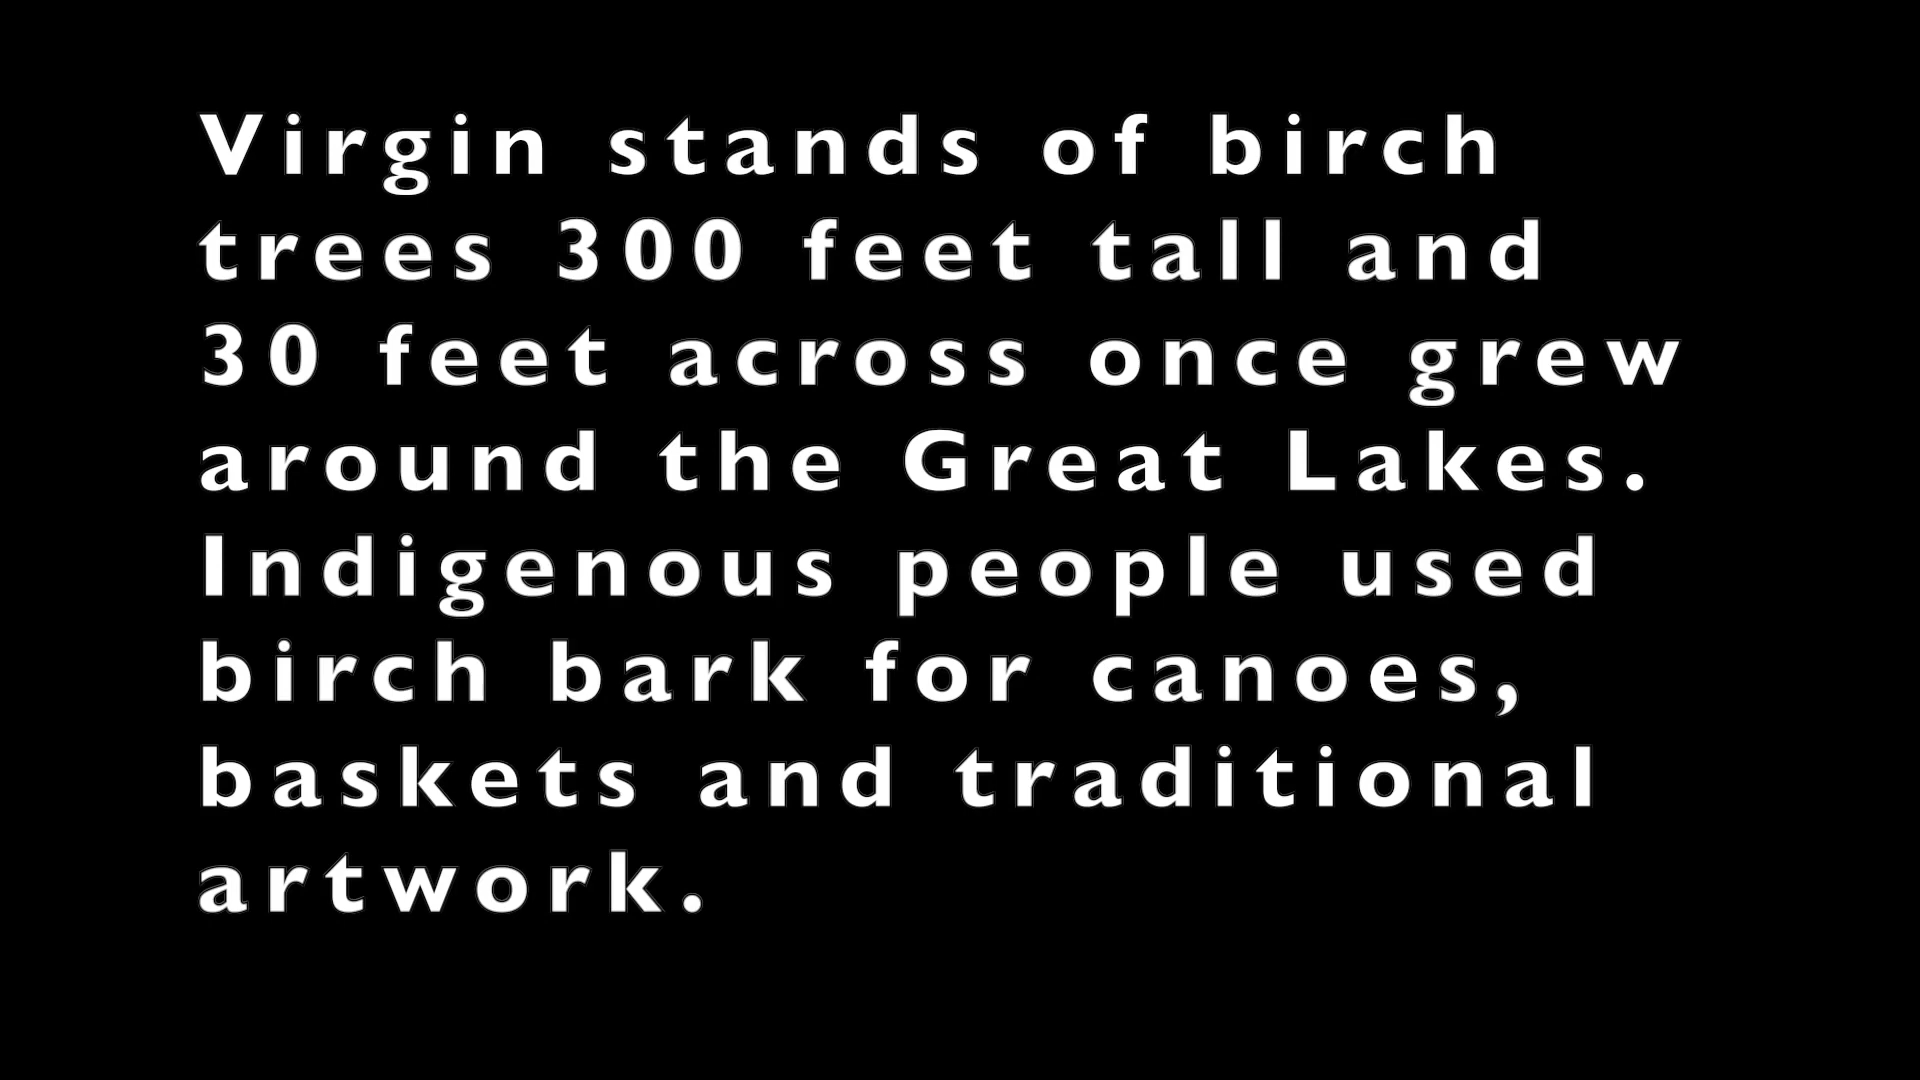 Virgin stands of birch
trees 300 feet tall and
30 feet across once grew
around the Great Lakes.
Indigenous people used
birch bark for canoes,
baskets and traditional
artwork.